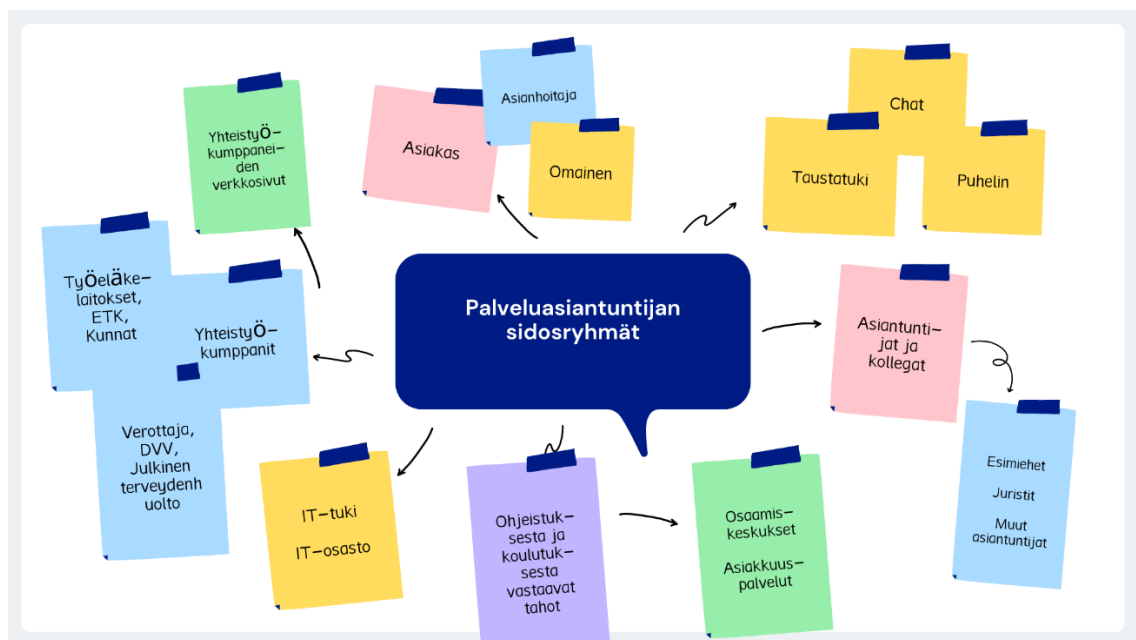 Yhteistyö-
kumppanei-
den
verkkosivut
Asiakas
Asianhoitaja
Omainen
Chat
Taustatuki
Puhelin
Työeläke-
laitokset,
ETK,
Kunnat
Yhteistyö-
kumppanit
Verottaja,
DVV,
Julkinen
terveydenh
uolto
Palveluasiantuntijan
sidosryhmät
Asiantunti-
jat ja
kollegat
Esimiehet
Juristit
Muut
asiantuntijat
IT-tuki
IT-osasto
Ohjeistuk-
sesta ja
koulutuk-
sesta
vastaavat
tahot
Osaamis-
keskukset
Asiakkuus-
palvelut